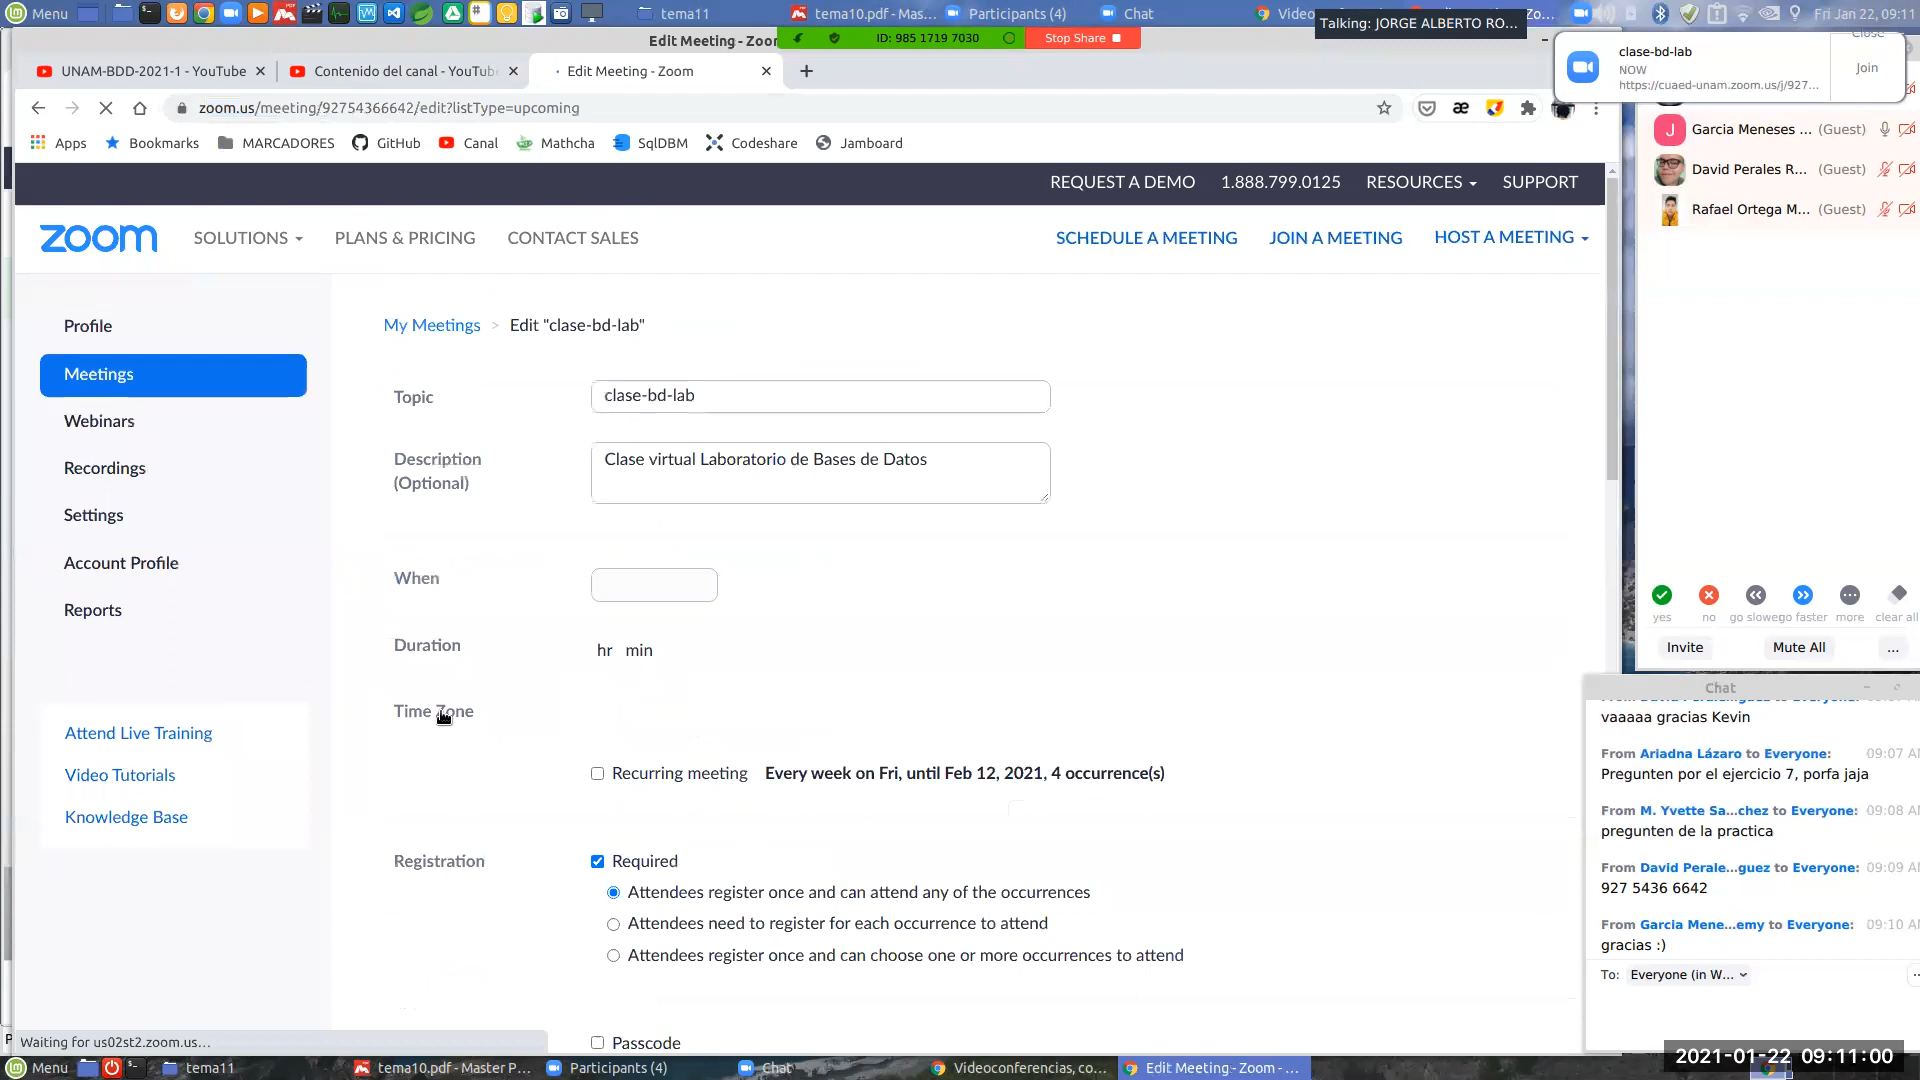 Menu
tema11
tema10.pdf - Mas...
Participants (4)
Chat
Video
Zo...
Fri Jan 22, 09:11
Talking: JORGE ALBERTO RO...
Edit Meeting - Zoo
ID: 985 1719 7030
Stop Share
clase-bd-lab
NOW
https://cuaed-unam.zoom.us/j/927...
Close
Join
UNAM-BDD-2021-1 - YouTube
Contenido del canal - YouTub
Edit Meeting - Zoom
zoom.us/meeting/92754366642/edit?listType=upcoming
Apps
Bookmarks
MARCADORES
GitHub
Canal
Mathcha
SqlDBM
Codeshare
Jamboard
REQUEST A DEMO
1.888.799.0125
RESOURCES
SUPPORT
zoom
SOLUTIONS
PLANS & PRICING
CONTACT SALES
SCHEDULE A MEETING
JOIN A MEETING
HOST A MEETING
Profile
Meetings
Webinars
Recordings
Settings
Account Profile
Reports
Attend Live Training
Video Tutorials
Knowledge Base
My Meetings > Edit "clase-bd-lab"
Topic
clase-bd-lab
Description
(Optional)
Clase virtual Laboratorio de Bases de Datos
When
Duration
hr min
Time Zone
Recurring meeting Every week on Fri, until Feb 12, 2021, 4 occurrence(s)
Registration
Required
Attendees register once and can attend any of the occurrences
Attendees need to register for each occurrence to attend
Attendees register once and can choose one or more occurrences to attend
Passcode
Waiting for us02st2.zoom.us...
J Garcia Meneses ... (Guest)
David Perales R... (Guest)
Rafael Ortega M... (Guest)
yes
no
go slower
go faster
more
clear all
Invite
Mute All
...
Chat
vaaaaa gracias Kevin
From Ariadna Lázaro to Everyone: 09:07 AM
Pregunten por el ejercicio 7, porfa jaja
From M. Yvette Sa...chez to Everyone: 09:08 AM
pregunten de la practica
From David Perale...guez to Everyone: 09:09 AM
927 5436 6642
From Garcia Mene...emy to Everyone: 09:10 AM
gracias :)
To: Everyone (in W...
2021-01-22 09:11:00
Menu
tema11
tema10.pdf - Master P...
Participants (4)
Chat
Videoconferencias, co...
Edit Meeting - Zoom - ...